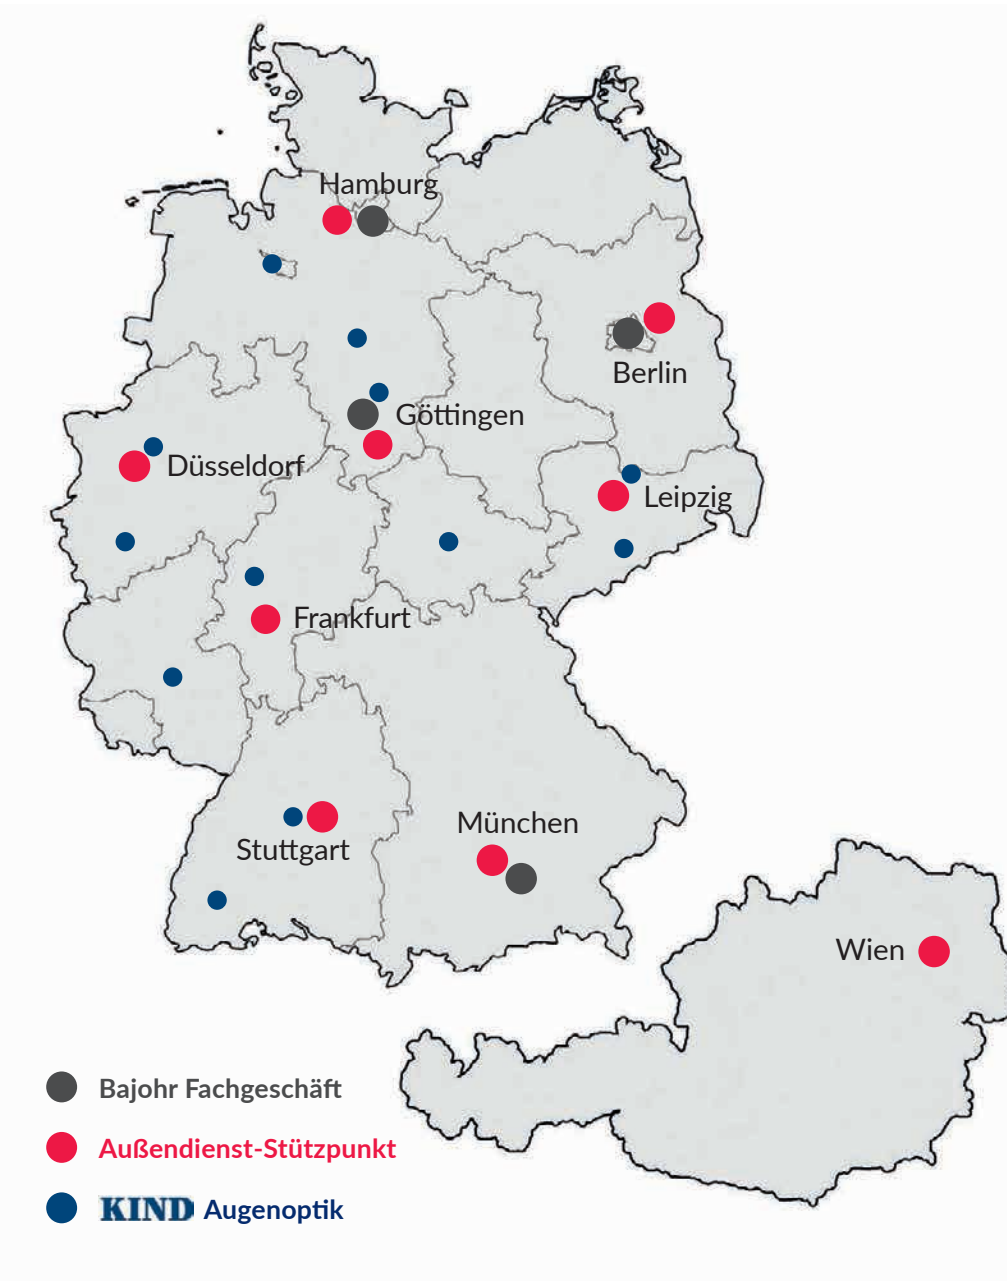 Hamburg
Berlin
Göttingen
Düsseldorf
Leipzig
Frankfurt
München
Stuttgart
Wien
Bajohr Fachgeschäft
Außendienst-Stützpunkt
KIND Augenoptik